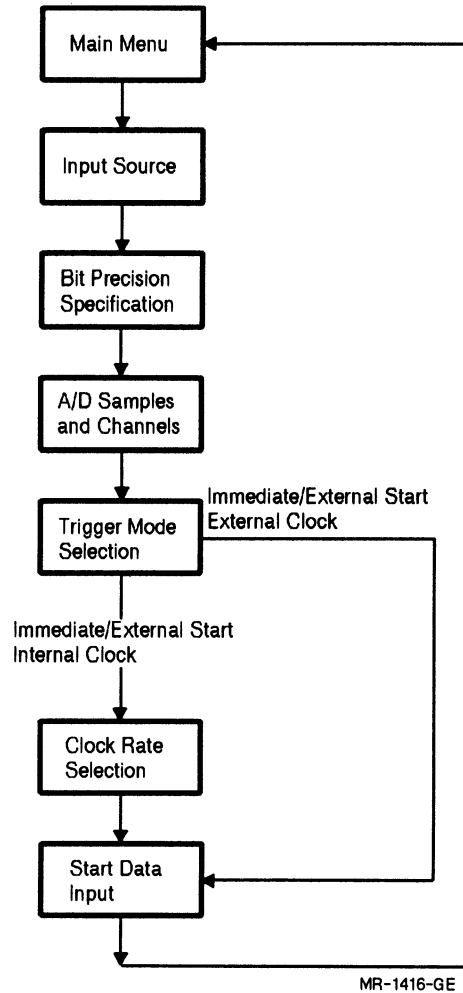 Main Menu
Input Source
Bit Precision
Specification
A/D Samples
and Channels
Immediate/External Start
External Clock
Trigger Mode
Selection
Immediate/External Start
Internal Clock
Clock Rate
Selection
Start Data
Input
MR-1416-GE